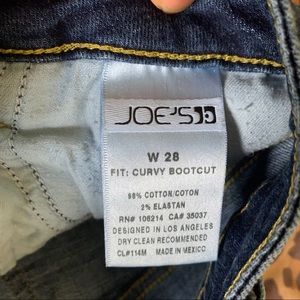 JOE'S
W 28
FIT: CURVY BOOTCUT
98% COTTON/COTON
2% ELASTAN
RN# 106214 CA# 35037
DESIGNED IN LOS ANGELES
DRY CLEAN RECOMMENDED
CL#114M MADE IN MEXICO